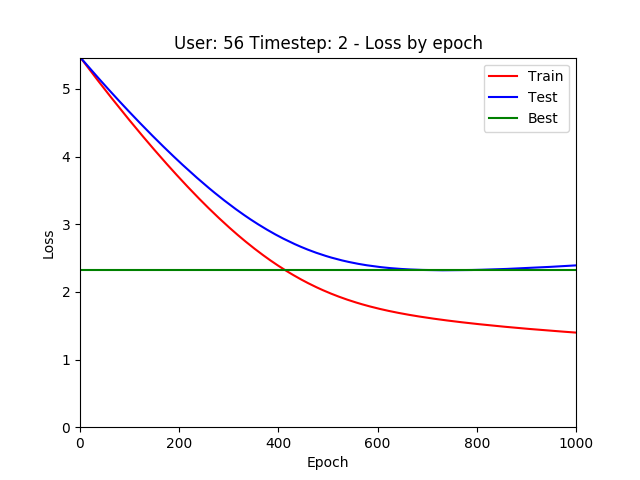 User: 56 Timestep: 2 - Loss by epoch
Train
Test
Best
5
4
3
2
1
0
Loss
0 200 400 600 800 1000
Epoch